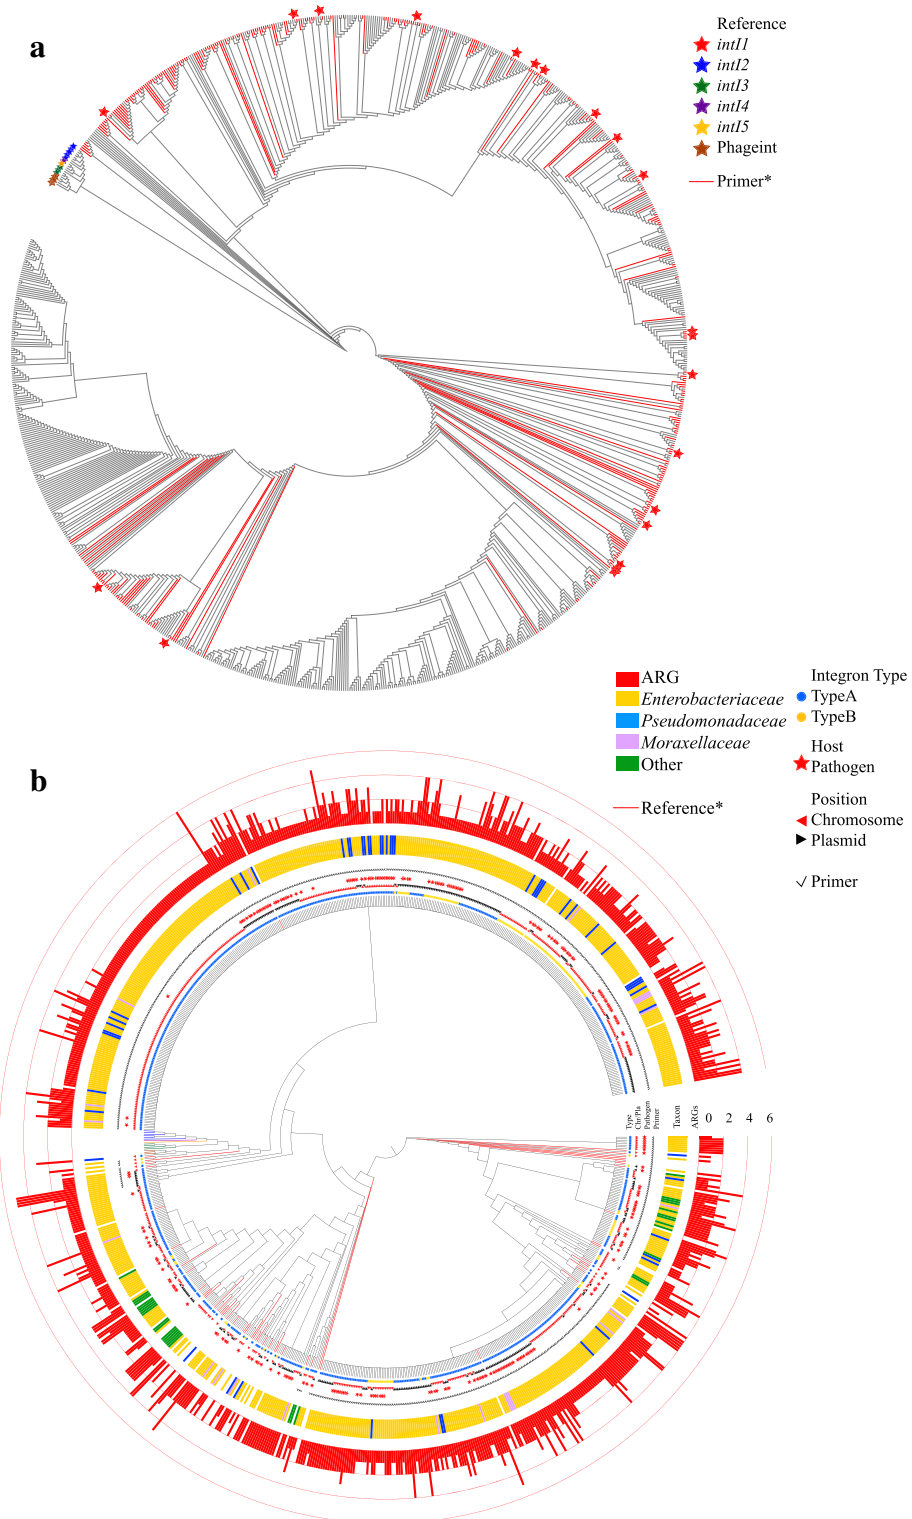 a
Reference
intI1
intI2
intI3
intI4
intI5
Phageint
Primer*
b
ARG
Enterobacteriaceae
Pseudomonadaceae
Moraxellaceae
Other
Reference*
Integron Type
TypeA
TypeB
Host
Pathogen
Position
Chromosome
Plasmid
Primer
Type
Chr/Pla
Pathogen
Primer
Taxon
ARGs
0 2 4 6